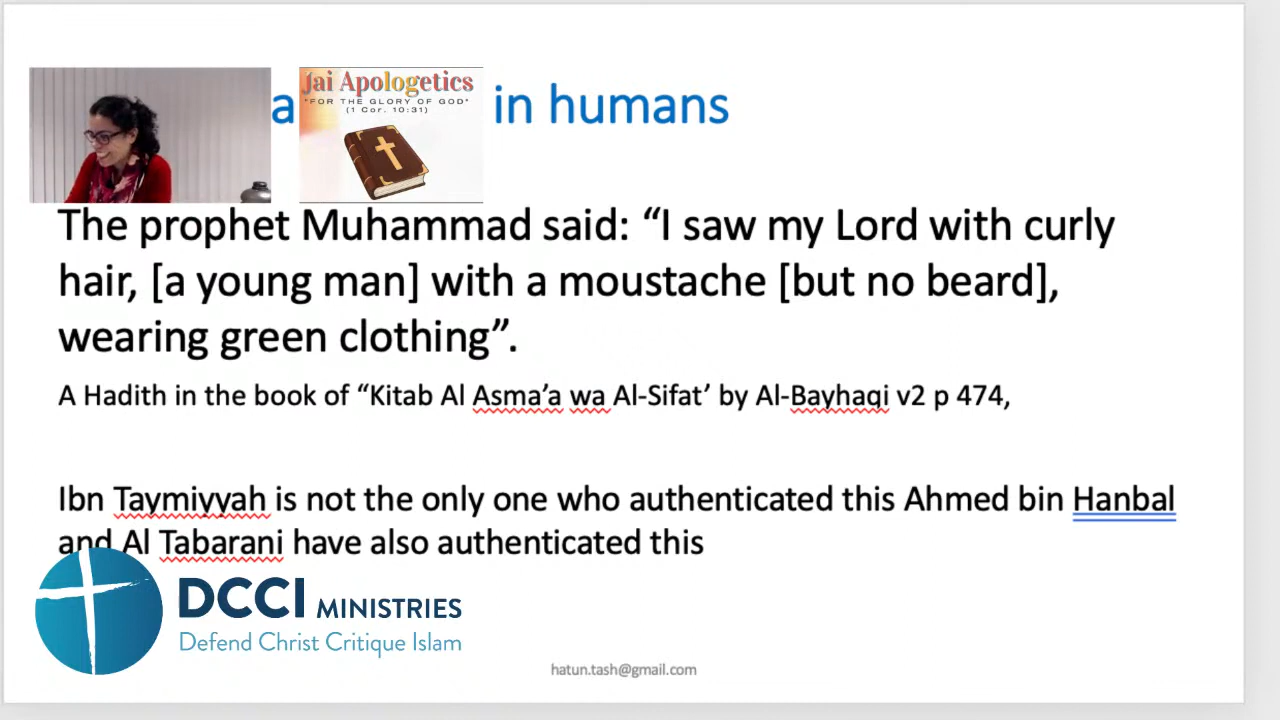 a
in humans
Jai Apologetics
"FOR THE GLORY OF GOD"
(1 Cor. 10:31)
The prophet Muhammad said: “I saw my Lord with curly
hair, [a young man] with a moustache [but no beard],
wearing green clothing”.
A Hadith in the book of “Kitab Al Asma’a wa Al-Sifat’ by Al-Bayhaqi v2 p 474,
Ibn Taymiyyah is not the only one who authenticated this Ahmed bin Hanbal
and Al Tabarani have also authenticated this
DCCI MINISTRIES
Defend Christ Critique Islam
hatun.tash@gmail.com